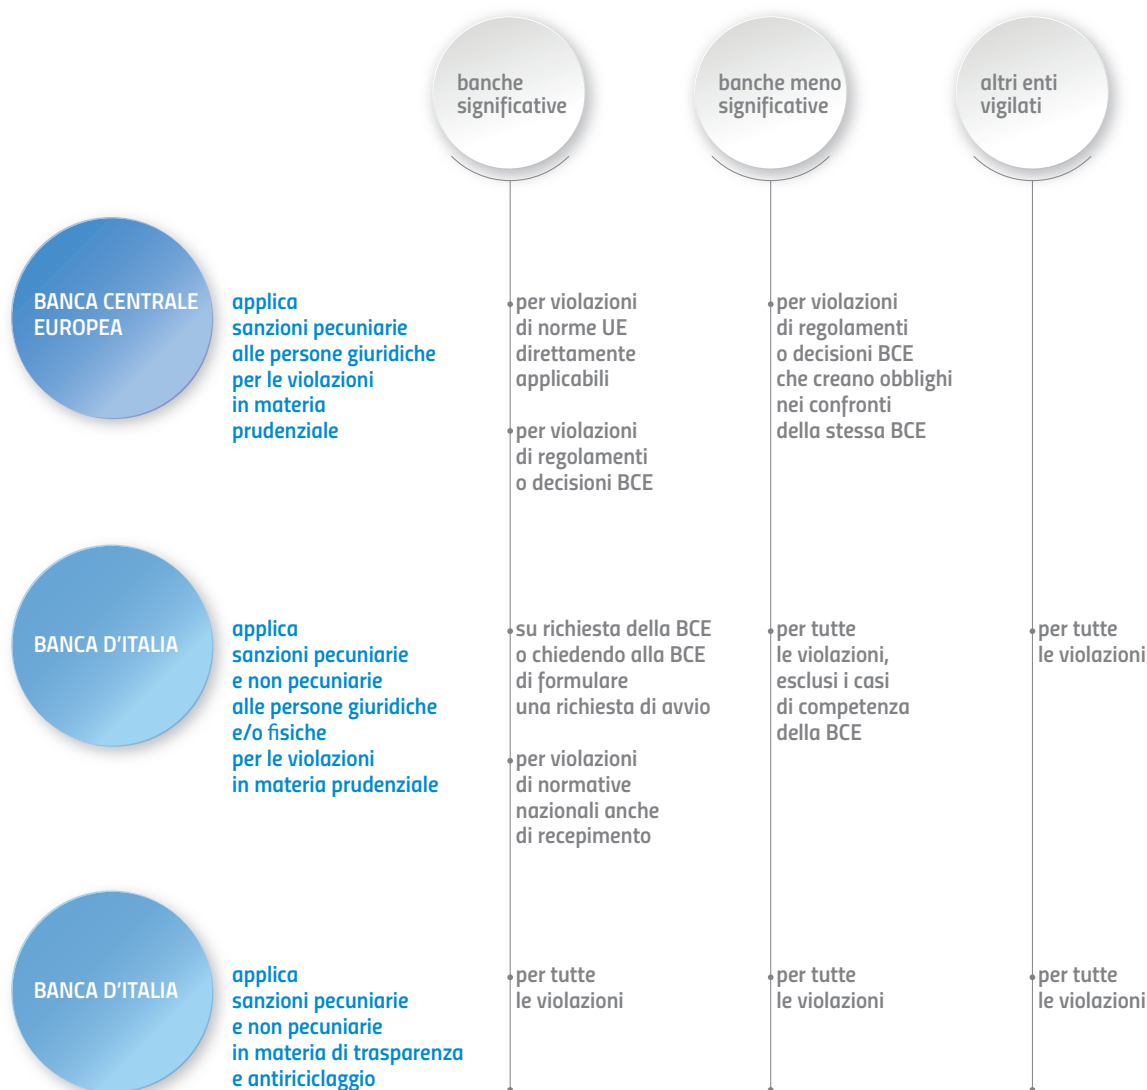 banche
significative
banche meno
significative
altri enti
vigilati
BANCA CENTRALE
EUROPEA
applica
sanzioni pecuniarie
alle persone giuridiche
per le violazioni
in materia
prudenziale
per violazioni
di norme UE
direttamente
applicabili
per violazioni
di regolamenti
o decisioni BCE
per violazioni
di regolamenti
o decisioni BCE
che creano obblighi
nei confronti
della stessa BCE
BANCA D'ITALIA
applica
sanzioni pecuniarie
e non pecuniarie
alle persone giuridiche
e/o fisiche
per le violazioni
in materia prudenziale
su richiesta della BCE
o chiedendo alla BCE
di formulare
una richiesta di avvio
per violazioni
di normative
nazionali anche
di recepimento
per tutte
le violazioni,
esclusi i casi
di competenza
della BCE
per tutte
le violazioni
BANCA D'ITALIA
applica
sanzioni pecuniarie
e non pecuniarie
in materia di trasparenza
e antiriciclaggio
per tutte
le violazioni
per tutte
le violazioni
per tutte
le violazioni